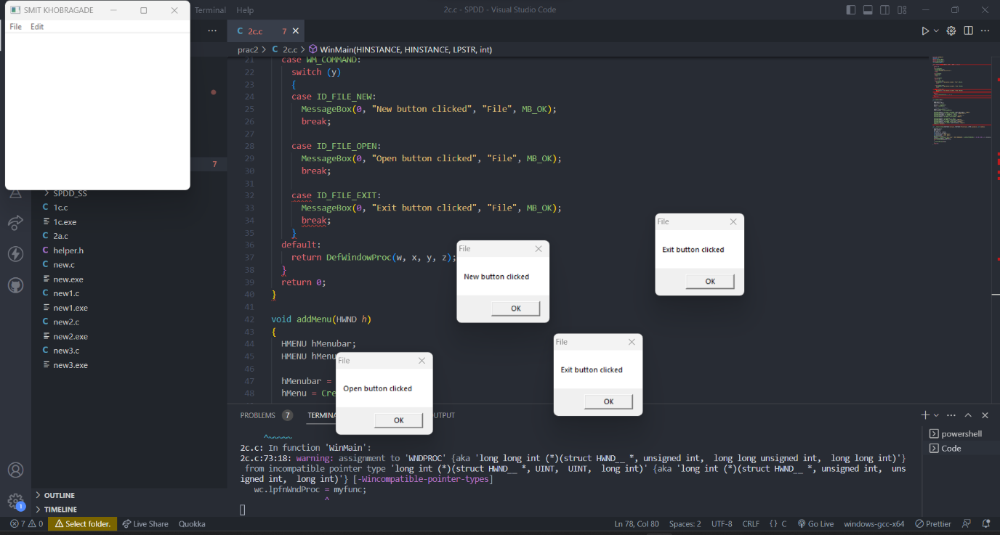 SMIT KHOBRAGADE
File Edit
Terminal Help
2c.c - SPDD - Visual Studio Code
2c.c 7
prac2 > C 2c.c > WinMain(HINSTANCE, HINSTANCE, LPSTR, int)
7
SPDD_SS
C 1c.c
1c.exe
C 2a.c
C helper.h
C new.c
new.exe
C new1.c
new1.exe
C new2.c
new2.exe
C new3.c
new3.exe
OUTLINE
TIMELINE
21 case WM_COMMAND:
22 switch (y)
23 {
24 case ID_FILE_NEW:
25 MessageBox(0, "New button clicked", "File", MB_OK);
26 break;
27
28 case ID_FILE_OPEN:
29 MessageBox(0, "Open button clicked", "File", MB_OK);
30 break;
31
32 case ID_FILE_EXIT:
33 MessageBox(0, "Exit button clicked", "File", MB_OK);
34 break;
35 }
36 default:
37 return DefWindowProc(w, x, y, z);
38 }
39 return 0;
40 }
41
42 void addMenu(HWND h)
43 {
44 HMENU hMenubar;
45 HMENU hMenu
46
47 hMenubar =
48 hMenu = Cre
File
New button clicked
OK
File
Exit button clicked
OK
File
Open button clicked
OK
File
Exit button clicked
OK
PROBLEMS 7 TERMINA UTPUT
powershell
Code
^~~~~~
2c.c: In function 'WinMain':
2c.c:73:18: warning: assignment to 'WNDPROC' {aka 'long long int (*)(struct HWND__ *, unsigned int, long long unsigned int, long long int)'}
from incompatible pointer type 'long int (*)(struct HWND__ *, UINT, UINT, long int)' {aka 'long int (*)(struct HWND__ *, unsigned int, uns
igned int, long int)'} [-Wincompatible-pointer-types]
wc.lpfnWndProc = myfunc;
^
1
7 0 Select folder. Live Share Quokka Ln 78, Col 80 Spaces: 2 UTF-8 CRLF {} C Go Live windows-gcc-x64 Prettier